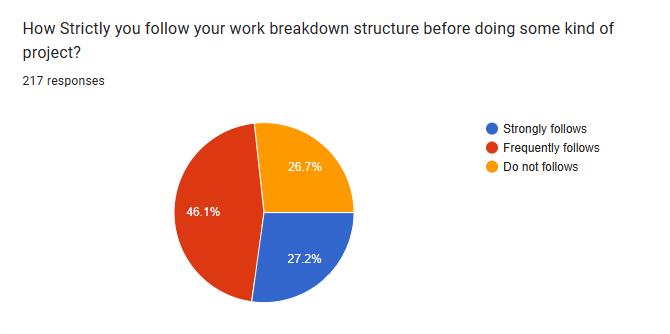 How Strictly you follow your work breakdown structure before doing some kind of
project?
217 responses
Strongly follows
Frequently follows
Do not follows
26.7%
46.1%
27.2%